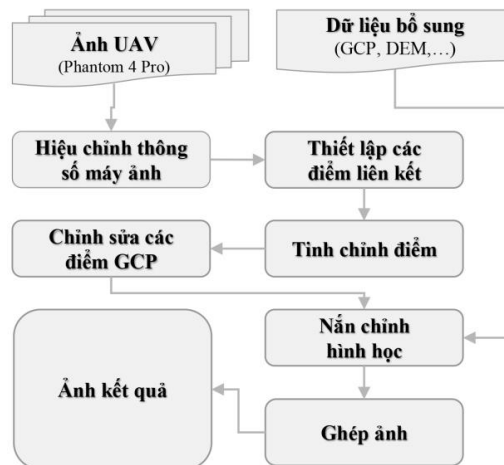 Ảnh UAV
(Phantom 4 Pro)
Dữ liệu bổ sung
(GCP, DEM,…)
Hiệu chỉnh thông
số máy ảnh
Thiết lập các
điểm liên kết
Chỉnh sửa các
điểm GCP
Tinh chỉnh điểm
Nắn chỉnh
hình học
Ảnh kết quả
Ghép ảnh